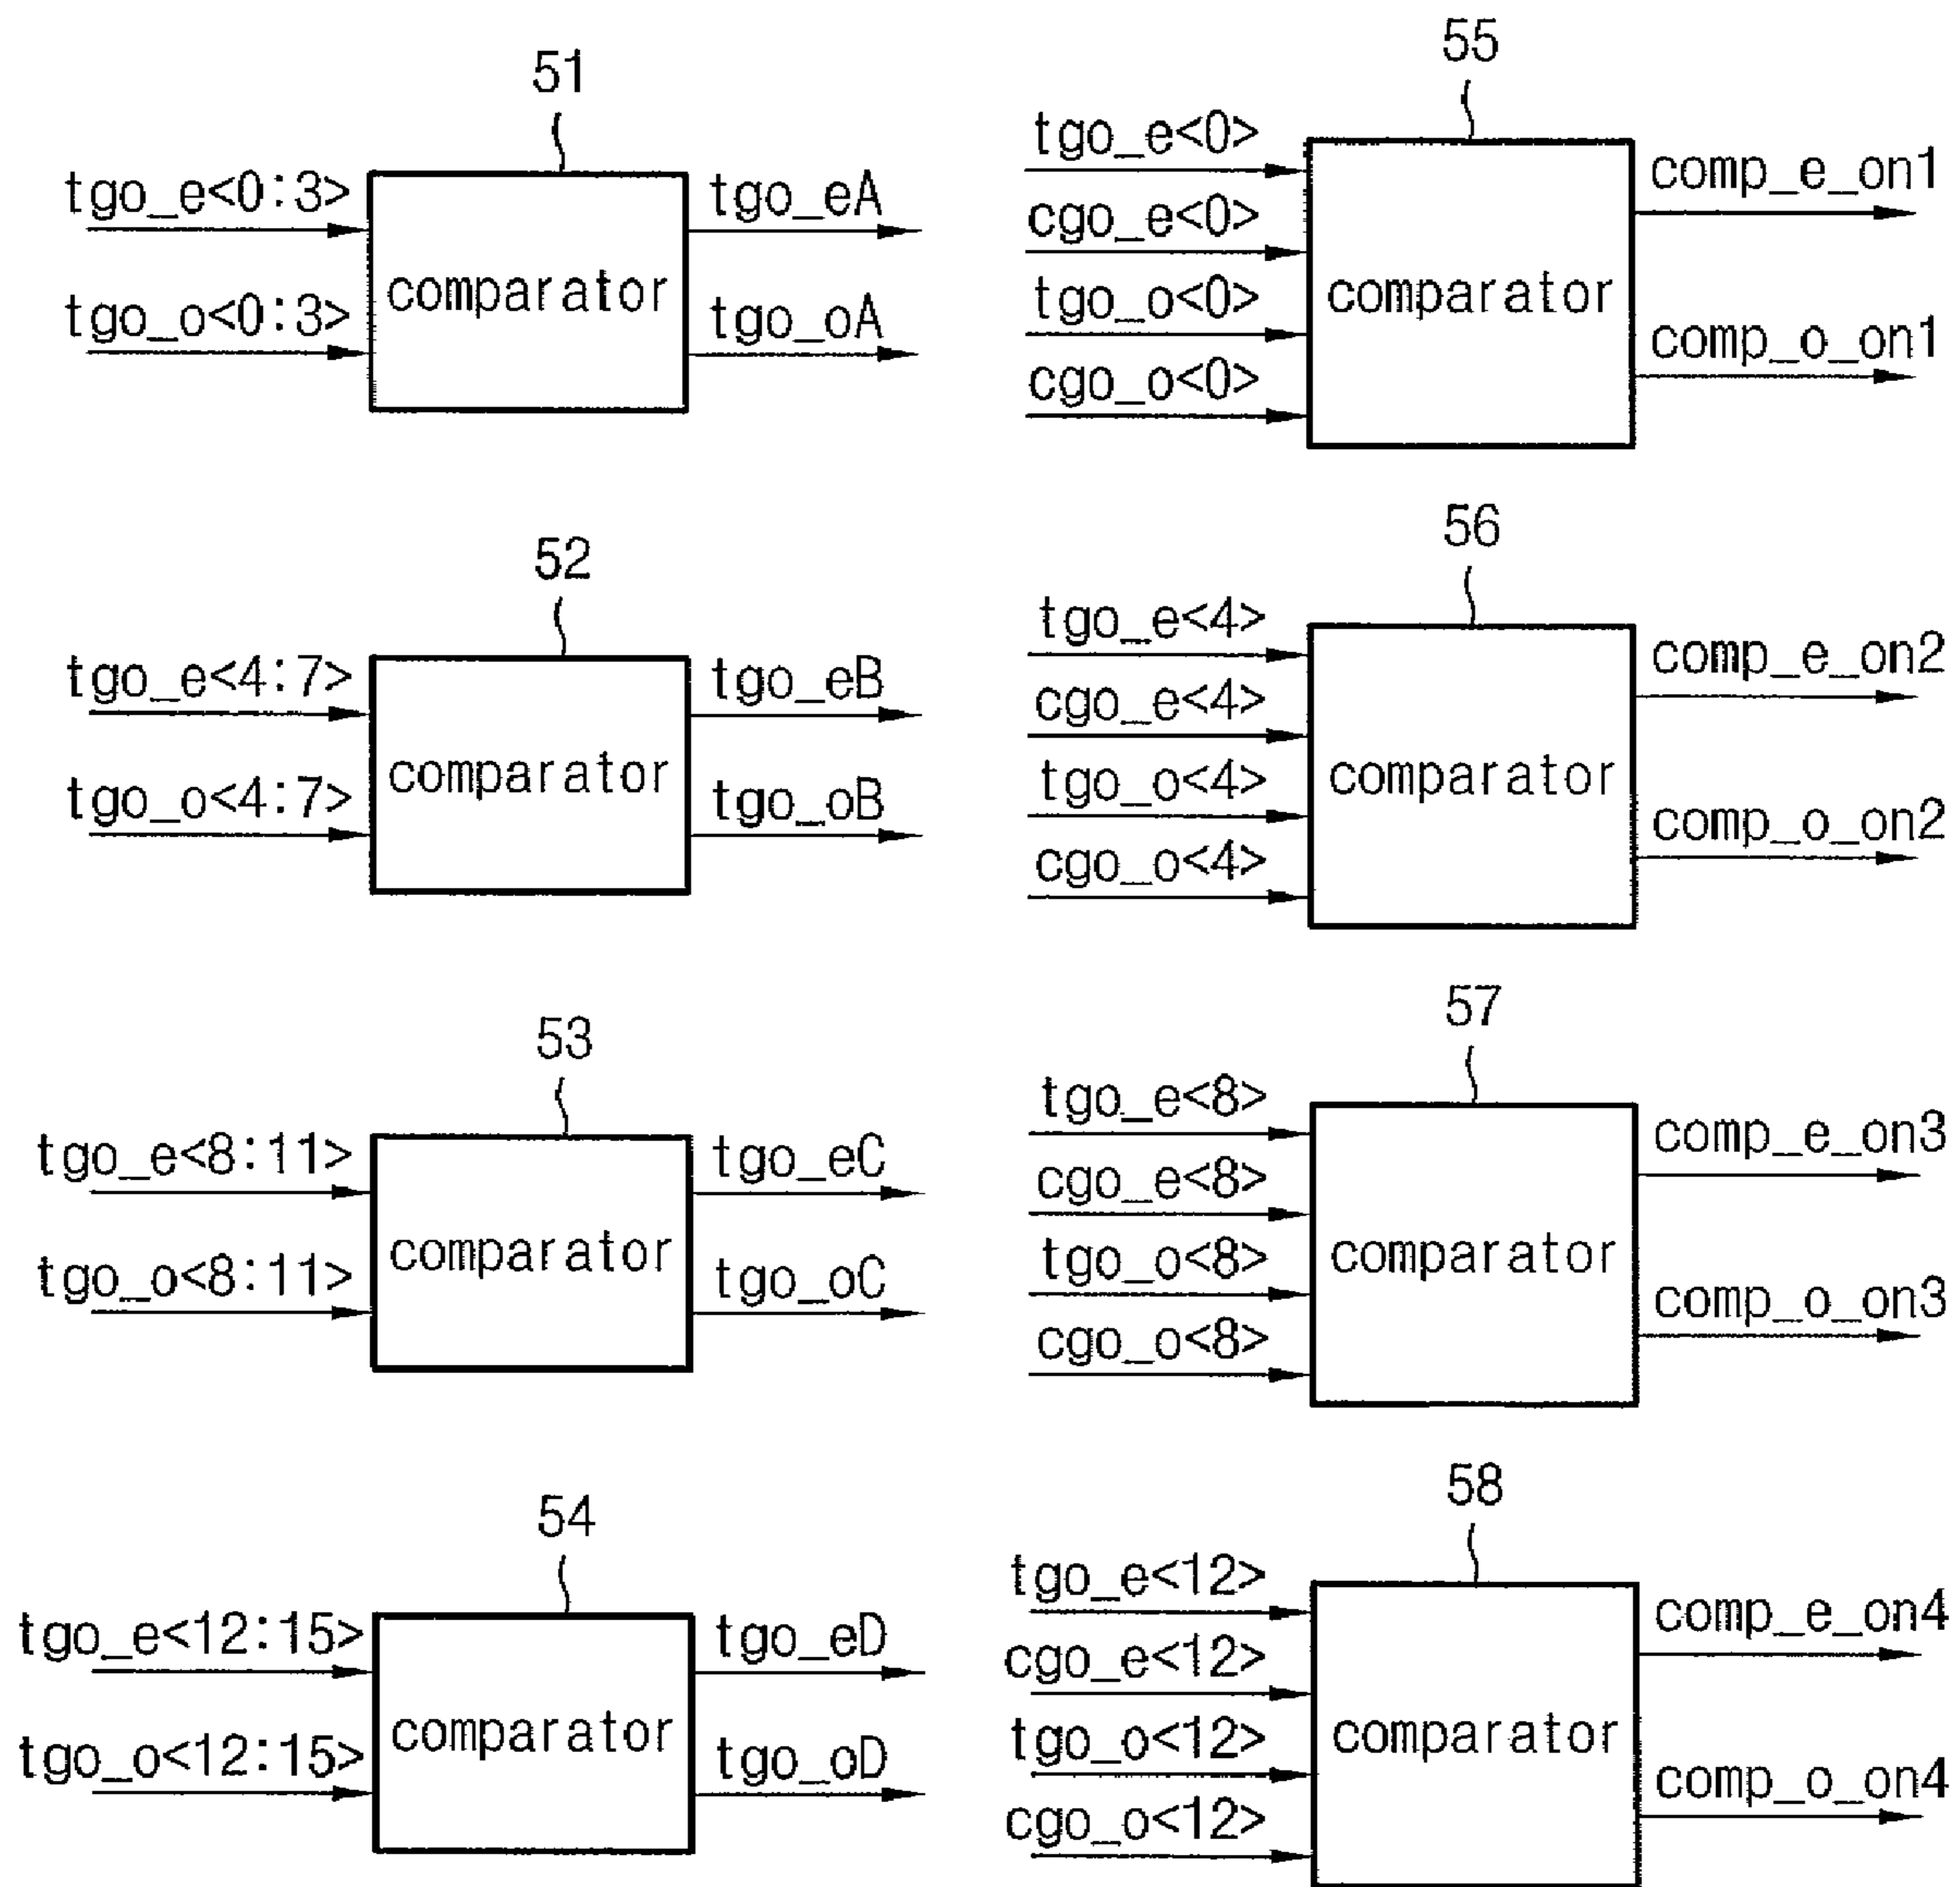 51
tgo_e<0:3>
tgo_o<0:3>
comparator
tgo_eA
tgo_oA
55
tgo_e<0>
cgo_e<0>
tgo_o<0>
cgo_o<0>
comparator
comp_e_on1
comp_o_on1
52
tgo_e<4:7>
tgo_o<4:7>
comparator
tgo_eB
tgo_oB
56
tgo_e<4>
cgo_e<4>
tgo_o<4>
cgo_o<4>
comparator
comp_e_on2
comp_o_on2
53
tgo_e<8:11>
tgo_o<8:11>
comparator
tgo_eC
tgo_oC
57
tgo_e<8>
cgo_e<8>
tgo_o<8>
cgo_o<8>
comparator
comp_e_on3
comp_o_on3
54
tgo_e<12:15>
tgo_o<12:15>
comparator
tgo_eD
tgo_oD
58
tgo_e<12>
cgo_e<12>
tgo_o<12>
cgo_o<12>
comparator
comp_e_on4
comp_o_on4